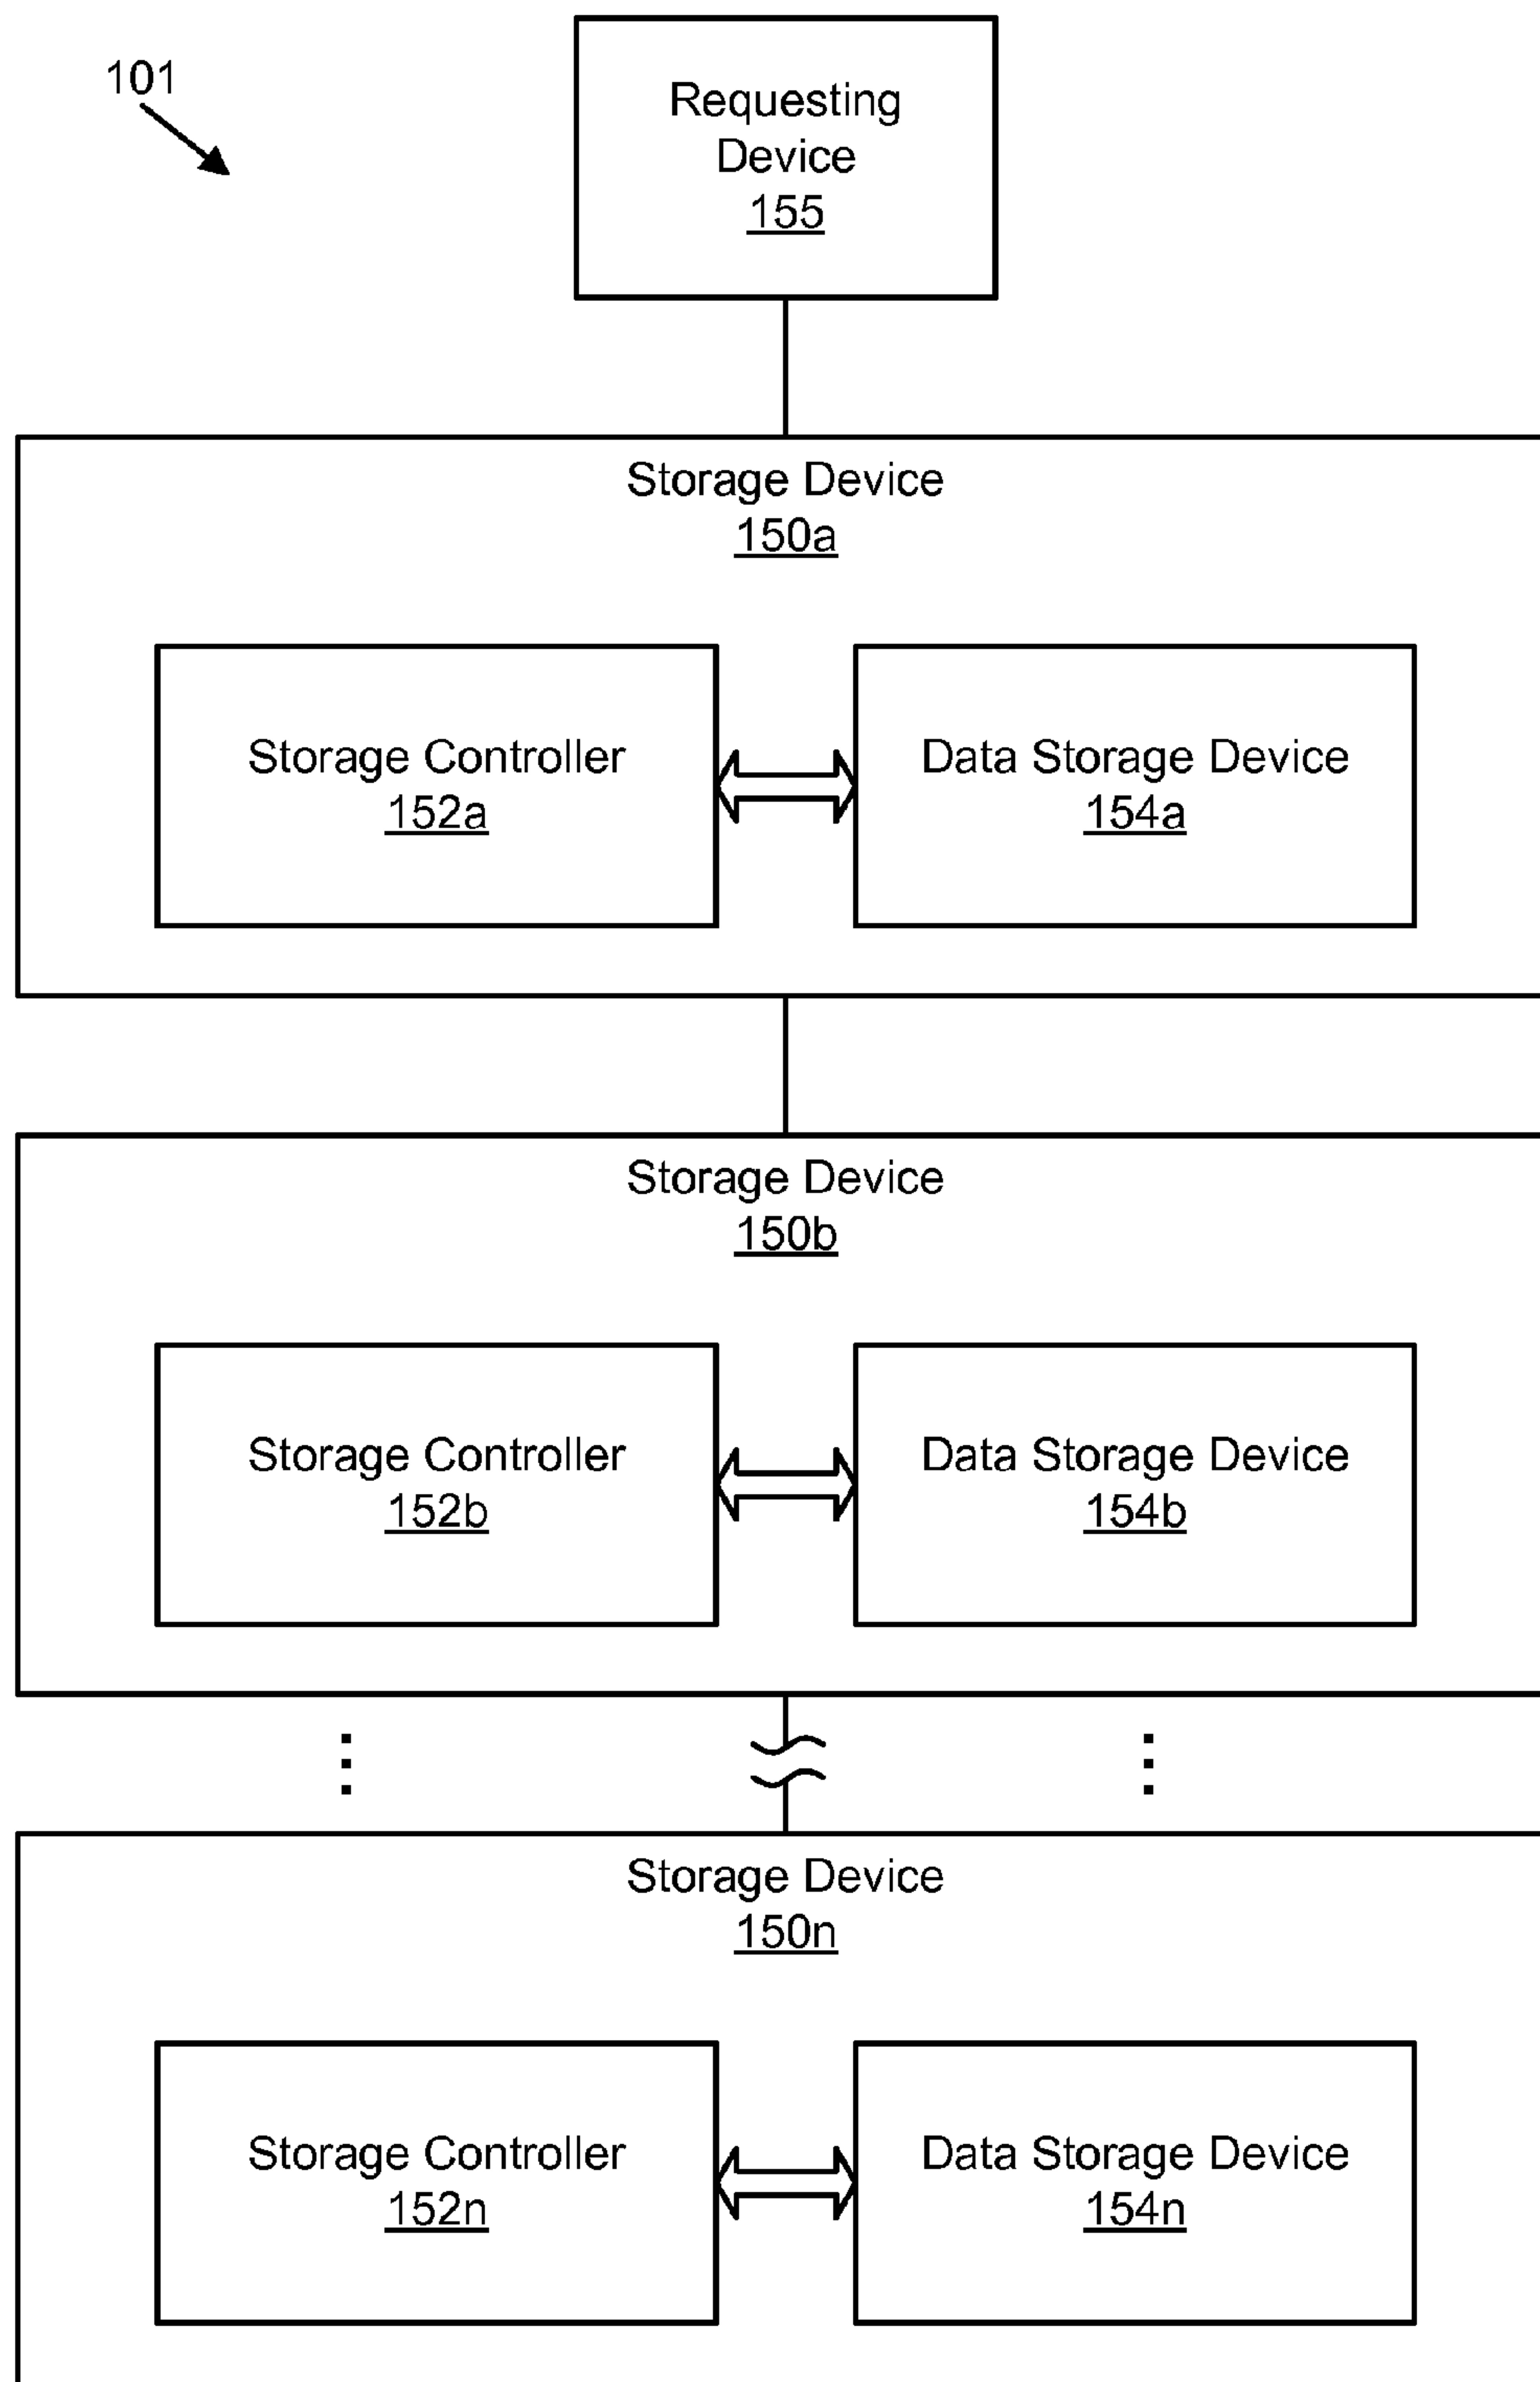 101
Requesting
Device
155
Storage Device
150a
Storage Controller
152a
Data Storage Device
154a
Storage Device
150b
Storage Controller
152b
Data Storage Device
154b
Storage Device
150n
Storage Controller
152n
Data Storage Device
154n